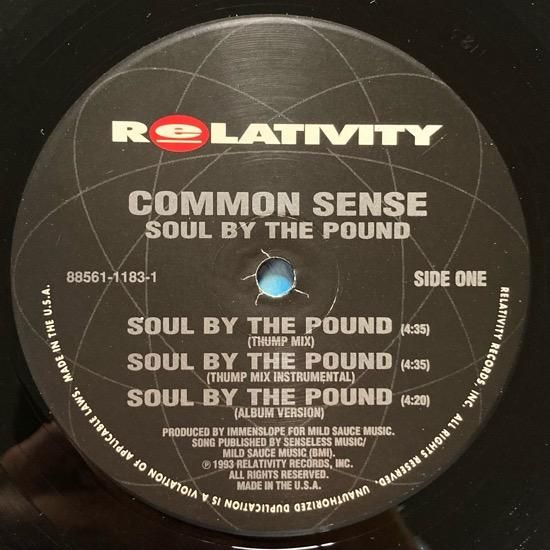 RELATIVITY
COMMON SENSE
SOUL BY THE POUND
88561-1183-1
SIDE ONE
SOUL BY THE POUND (4:35)
(THUMP MIX)
SOUL BY THE POUND (4:35)
(THUMP MIX INSTRUMENTAL)
SOUL BY THE POUND (4:20)
(ALBUM VERSION)
PRODUCED BY IMMENSLOPE FOR MILD SAUCE MUSIC.
SONG PUBLISHED BY SENSELESS MUSIC/
MILD SAUCE MUSIC (BMI).
℗ 1993 RELATIVITY RECORDS, INC.
ALL RIGHTS RESERVED.
MADE IN THE U.S.A.
RELATIVITY RECORDS, INC. ALL RIGHTS RESERVED. UNAUTHORIZED DUPLICATION IS A VIOLATION OF APPLICABLE LAWS. MADE IN THE U.S.A.